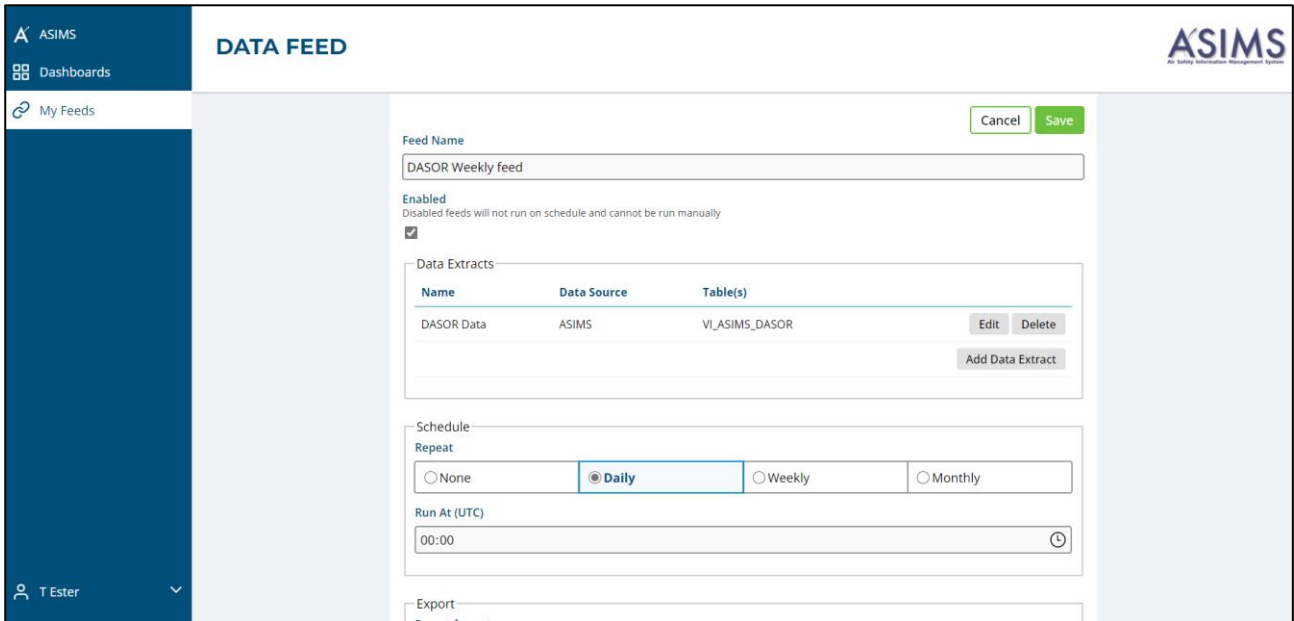 ASIMS
Dashboards
My Feeds
T Ester
DATA FEED
ASIMS
Air Safety Information Management System
Cancel Save
Feed Name
DASOR Weekly feed
Enabled
Disabled feeds will not run on schedule and cannot be run manually
Data Extracts
Name Data Source Table(s)
DASOR Data ASIMS VI_ASIMS_DASOR Edit Delete
Add Data Extract
Schedule
Repeat
None Daily Weekly Monthly
Run At (UTC)
00:00
Export